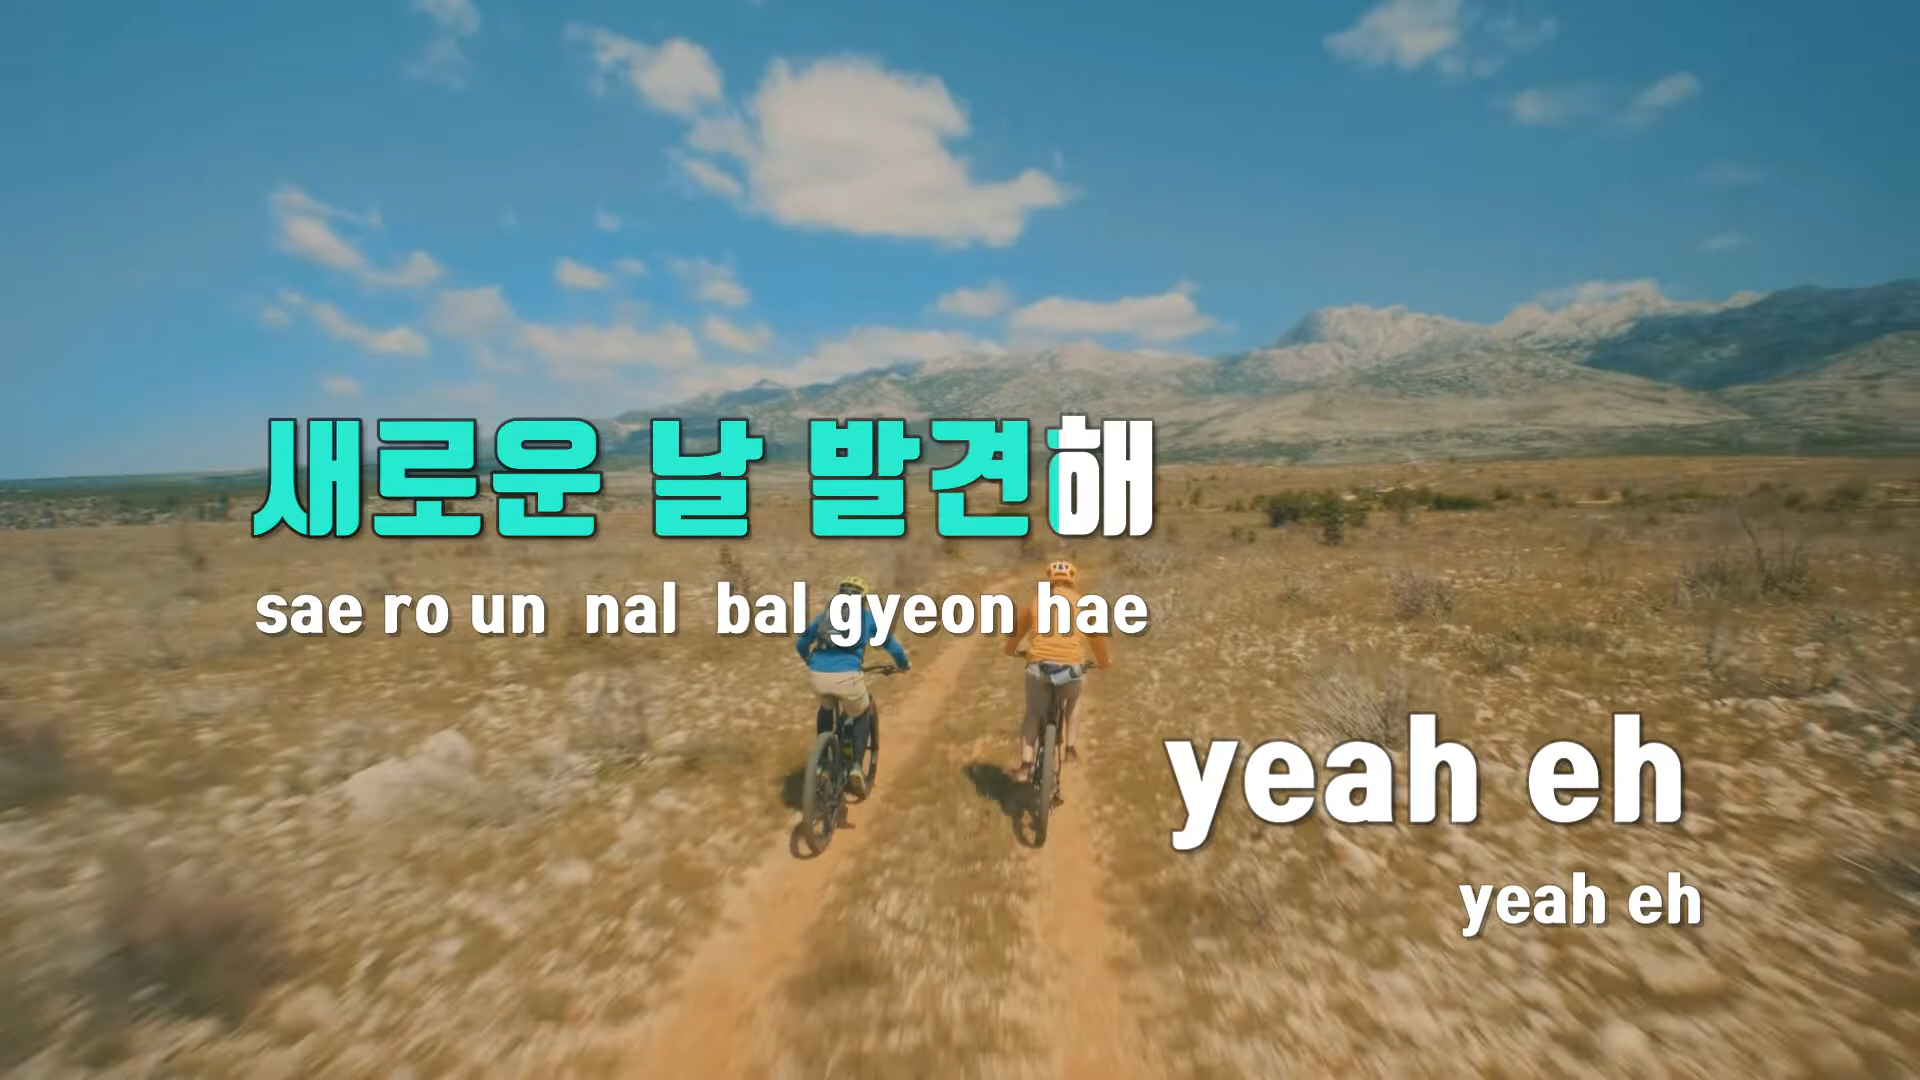 새로운 날 발견해
sae ro un nal bal gyeon hae
yeah eh
yeah eh